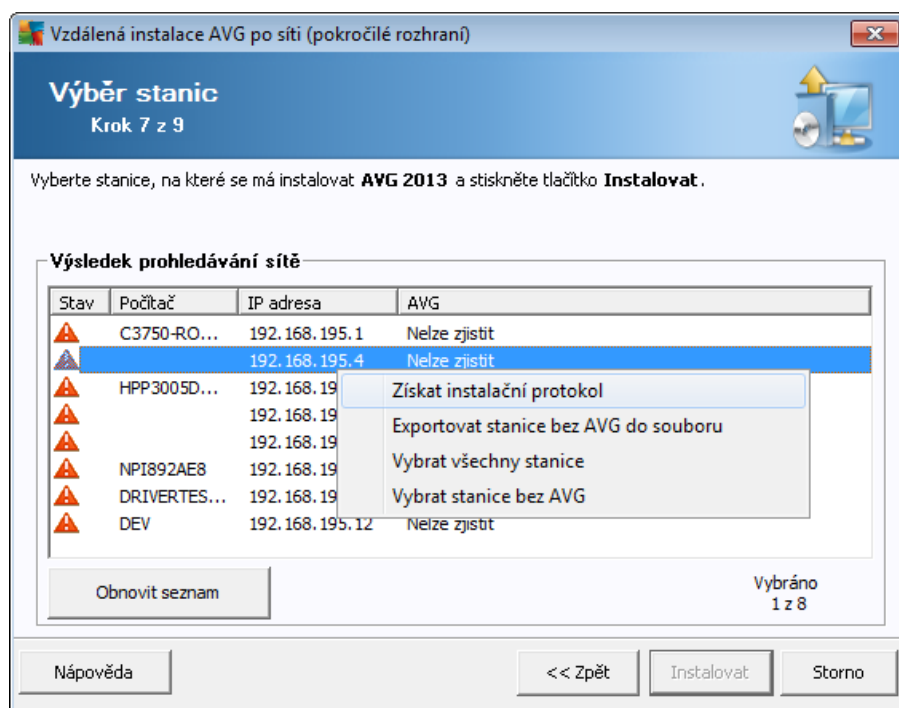 Vzdálená instalace AVG po síti (pokročilé rozhraní)
Výběr stanic
Krok 7 z 9
Vyberte stanice, na které se má instalovat AVG 2013 a stiskněte tlačítko Instalovat.
Výsledek prohledávání sítě
Stav Počítač IP adresa AVG
C3750-RO... 192.168.195.1 Nelze zjistit
192.168.195.4 Nelze zjistit
HPP3005D... 192.168.19
Získat instalační protokol
192.168.19
Exportovat stanice bez AVG do souboru
192.168.19
Vybrat všechny stanice
NPI892AE8 192.168.19
DRIVERTES... 192.168.19
Vybrat stanice bez AVG
DEV 192.168.195.12 Nelze zjistit
Obnovit seznam
Vybráno
1 z 8
Nápověda << Zpět Instalovat Storno